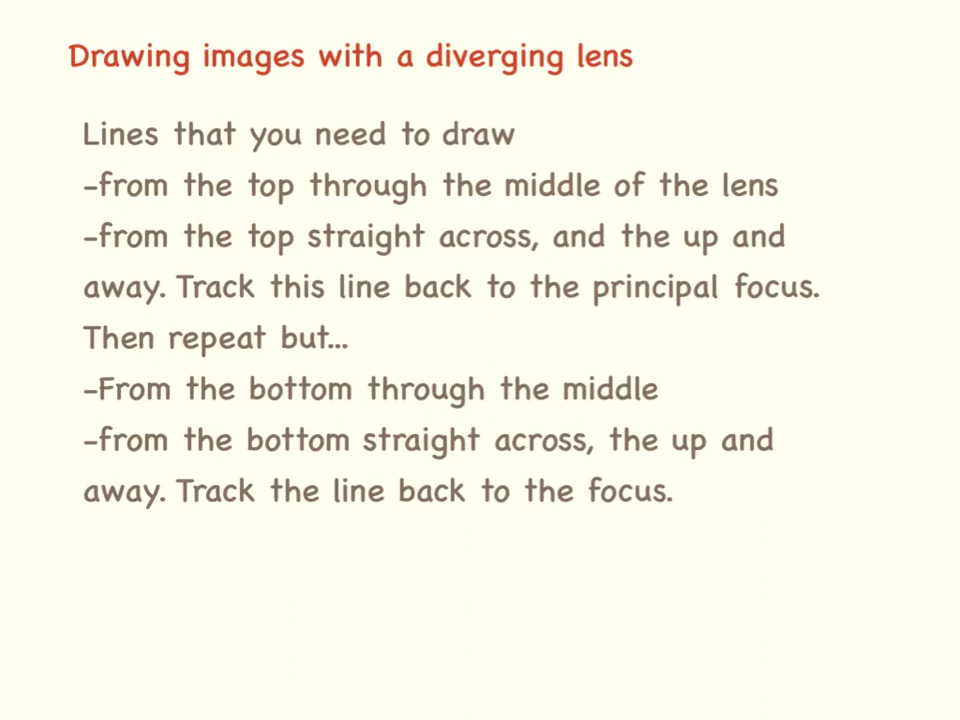 Drawing images with a diverging lens
Lines that you need to draw
-from the top through the middle of the lens
-from the top straight across, and the up and
away. Track this line back to the principal focus.
Then repeat but...
-From the bottom through the middle
-from the bottom straight across, the up and
away. Track the line back to the focus.